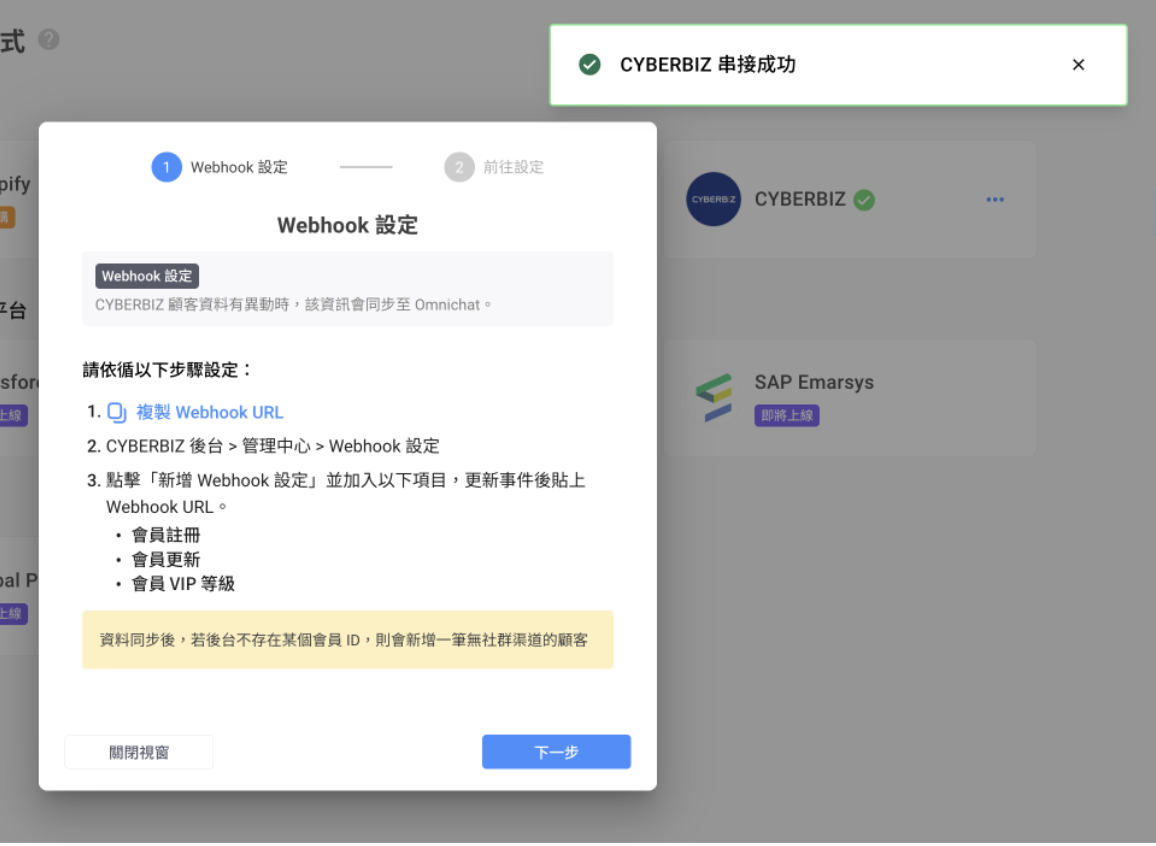 式 ?
CYBERBIZ 串接成功
1 Webhook 設定
2 前往設定
pify
購
CYBERBIZ
CYBERBIZ
Webhook 設定
Webhook 設定
CYBERBIZ 顧客資料有異動時，該資訊會同步至 Omnichat。
平台
請依循以下步驟設定：
sforc
上線
SAP Emarsys
即將上線
1. 複製 Webhook URL
2. CYBERBIZ 後台 > 管理中心 > Webhook 設定
3. 點擊「新增 Webhook 設定」並加入以下項目，更新事件後貼上
Webhook URL。
• 會員註冊
• 會員更新
• 會員 VIP 等級
bal P
上線
資料同步後，若後台不存在某個會員 ID，則會新增一筆無社群渠道的顧客
關閉視窗
下一步